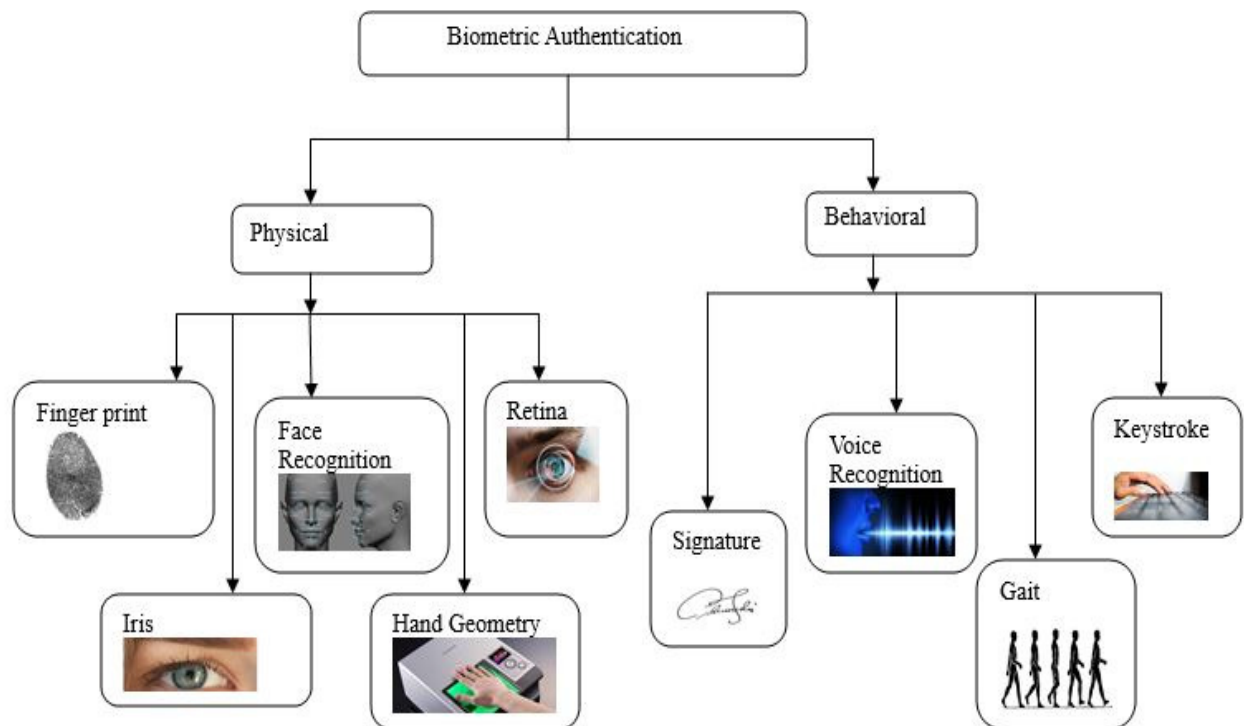 Biometric Authentication
Physical
Behavioral
Finger print
Face
Recognition
Retina
Iris
Hand Geometry
Signature
Voice
Recognition
Gait
Keystroke